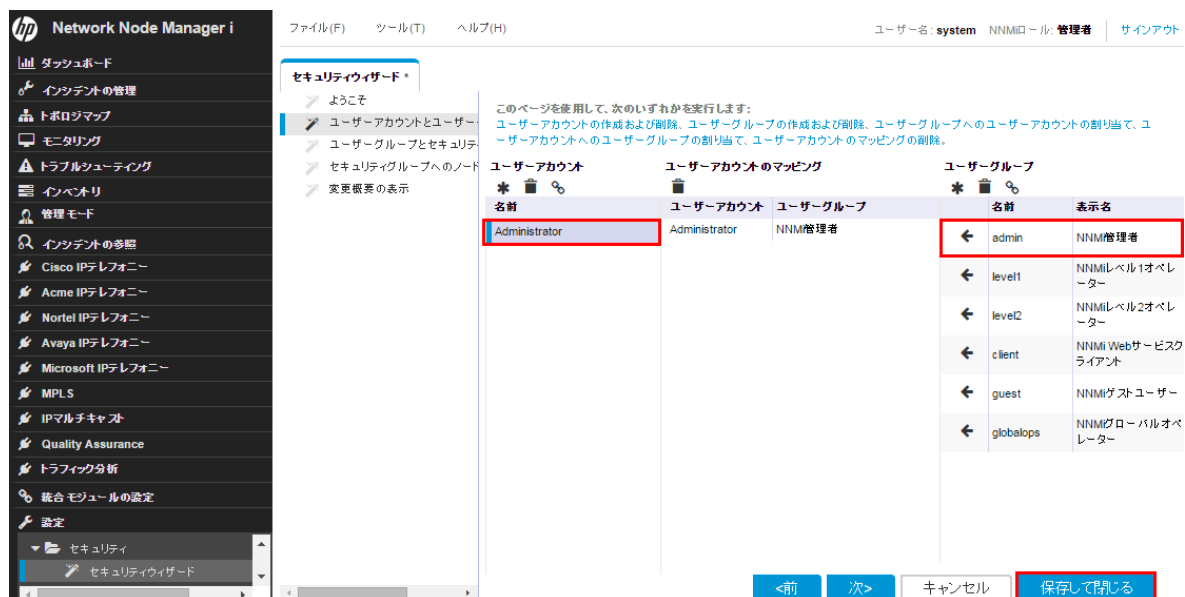 hp Network Node Manager i
ファイル(F) ツール(T) ヘルプ(H)
ユーザー名: system NNMiロール: 管理者 サインアウト
ダッシュボード
インシデントの管理
トポロジマップ
モニタリング
トラブルシューティング
インベントリ
管理モード
インシデントの参照
Cisco IPテレフォニー
Acme IPテレフォニー
Nortel IPテレフォニー
Avaya IPテレフォニー
Microsoft IPテレフォニー
MPLS
IPマルチキャスト
Quality Assurance
トラフィック分析
統合モジュールの設定
設定
セキュリティ
セキュリティウィザード
セキュリティウィザード *
ようこそ
ユーザーアカウントとユーザー
ユーザーグループとセキュリテ
セキュリティグループへのノード
変更概要の表示
このページを使用して、次のいずれかを実行します:
ユーザーアカウントの作成および削除、ユーザーグループの作成および削除、ユーザーグループへのユーザーアカウントの割り当て、ユ
ーザーアカウントへのユーザーグループの割り当て、ユーザーアカウントのマッピングの削除。
ユーザーアカウント
名前
Administrator
ユーザーアカウントのマッピング
ユーザーアカウント ユーザーグループ
Administrator NNMi管理者
ユーザーグループ
名前 表示名
admin NNMi管理者
level1 NNMiレベル1オペレ
ーター
level2 NNMiレベル2オペレ
ーター
client NNMi Webサービスク
ライアント
guest NNMiゲストユーザー
globalops NNMiグローバルオペ
レーター
<前 次> キャンセル 保存して閉じる